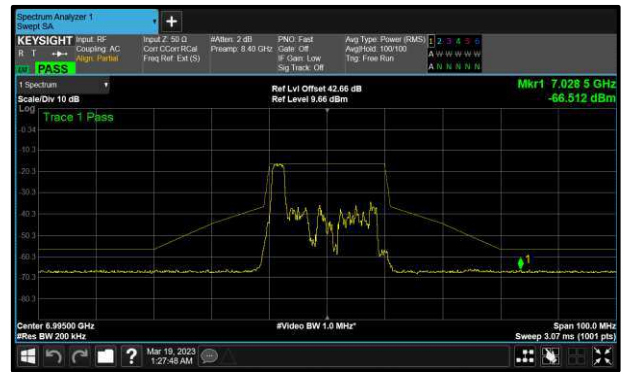 Spectrum Analyzer 1
Swept SA
KEYSIGHT
R T
LM PASS
Input: RF
Coupling: AC
Align: Partial
Input Z: 50 Ω
Corr CCorr RCal
Freq Ref: Ext (S)
#Atten: 2 dB
Preamp: 8.40 GHz
PNO: Fast
Gate: Off
IF Gain: Low
Sig Track: Off
Avg Type: Power (RMS)
Avg|Hold: 100/100
Trig: Free Run
1 2 3 4 5 6
A W W W W W
A N N N N N
1 Spectrum
Scale/Div 10 dB
Ref Lvl Offset 42.66 dB
Ref Level 9.66 dBm
Mkr1 7.028 5 GHz
-66.512 dBm
Log
Trace 1 Pass
-0.34
-10.3
-20.3
-30.3
-40.3
-50.3
-60.3
-70.3
-80.3
1
Center 6.99500 GHz
#Res BW 200 kHz
#Video BW 1.0 MHz*
Span 100.0 MHz
Sweep 3.07 ms (1001 pts)
?
Mar 19, 2023
1:27:48 AM